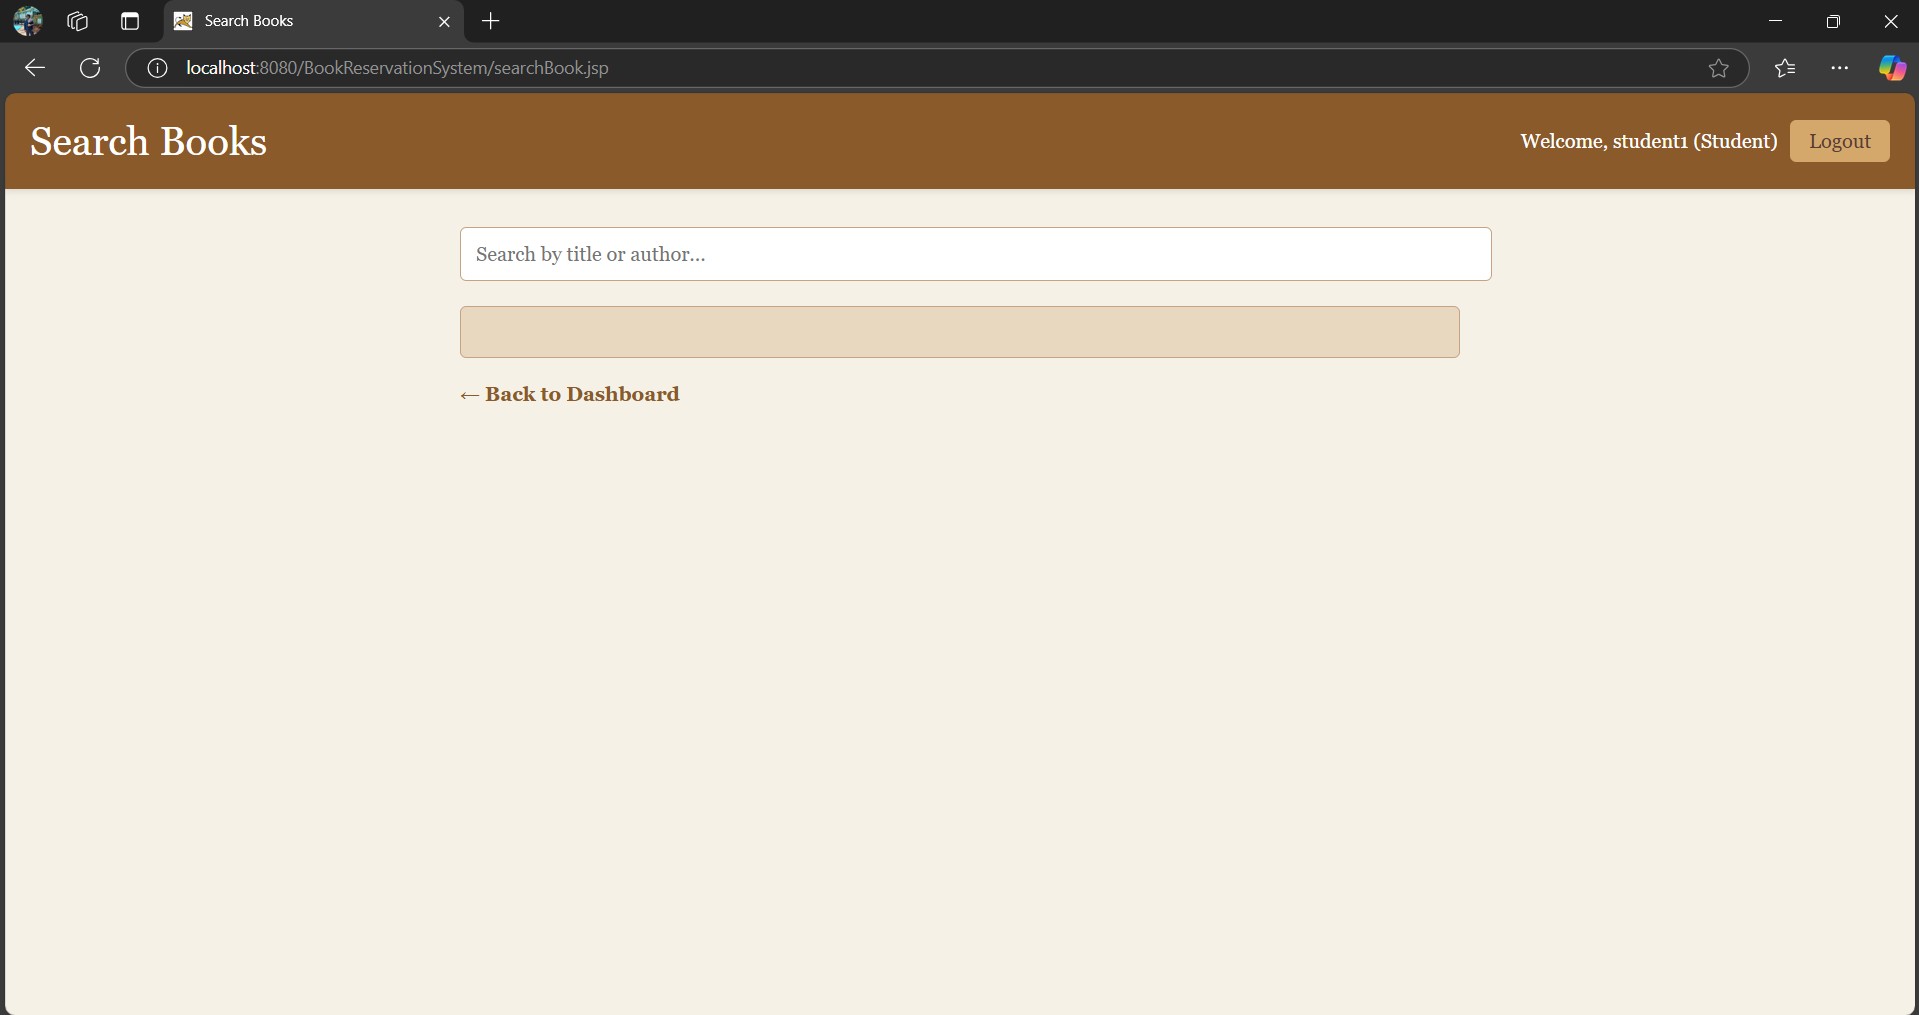 Search Books
localhost:8080/BookReservationSystem/searchBook.jsp
Search Books
Welcome, student1 (Student)
Logout
Search by title or author...
← Back to Dashboard